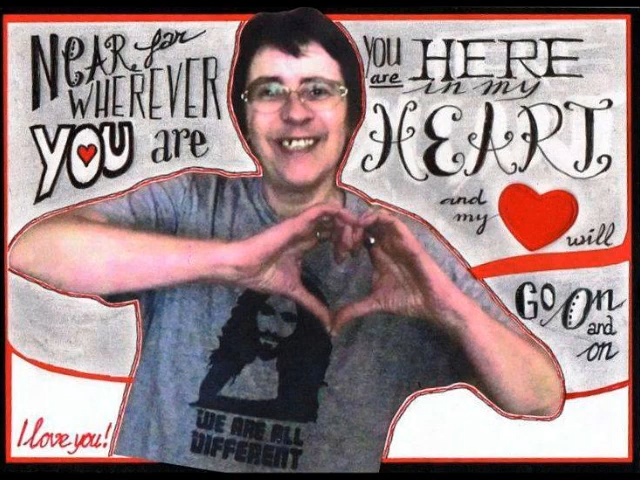 Near, far
WHEREVER
YOU are
YOU
are HERE
in my
HEART
and
my
will
Go On
and
on
WE ARE ALL
DIFFERENT
I love you!